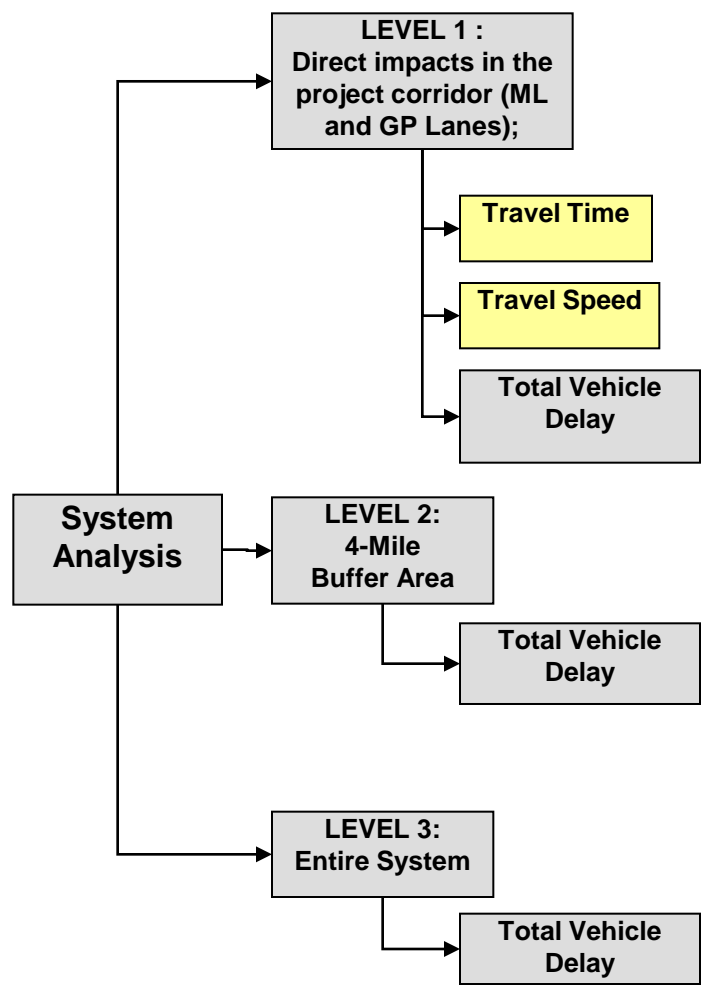 LEVEL 1 :
Direct impacts in the
project corridor (ML
and GP Lanes);
Travel Time
Travel Speed
Total Vehicle
Delay
System
Analysis
LEVEL 2:
4-Mile
Buffer Area
Total Vehicle
Delay
LEVEL 3:
Entire System
Total Vehicle
Delay